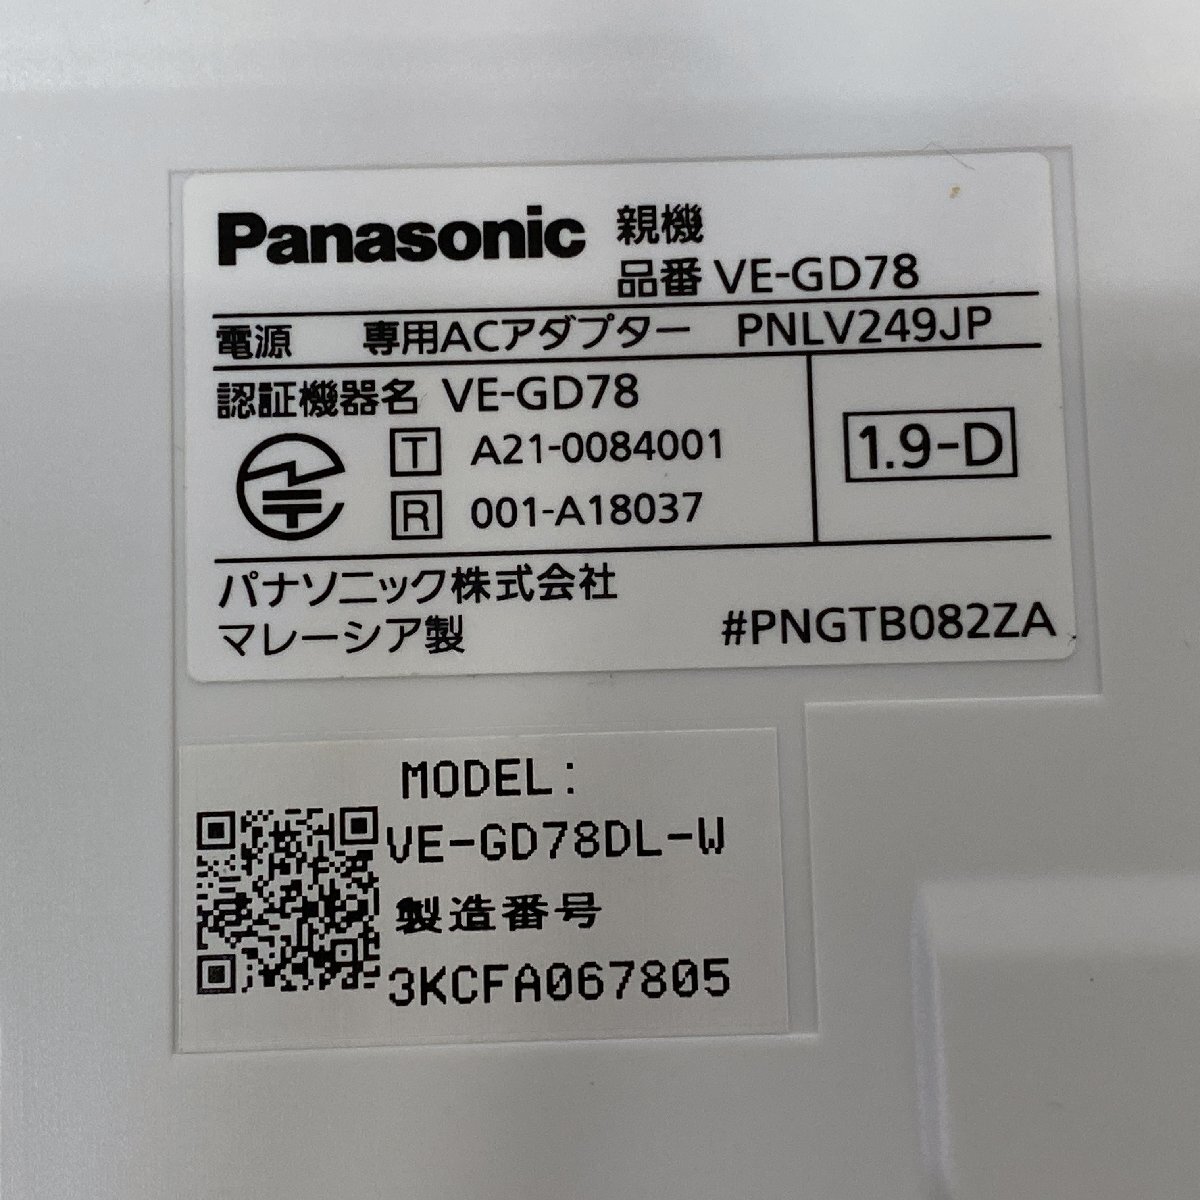 Panasonic 親機
品番 VE-GD78
電源 専用ACアダプター PNLV249JP
認証機器名 VE-GD78
T A21-0084001
R 001-A18037
1.9-D
パナソニック株式会社
マレーシア製 #PNGTB082ZA
MODEL:
VE-GD78DL-W
製造番号
3KCFA067805